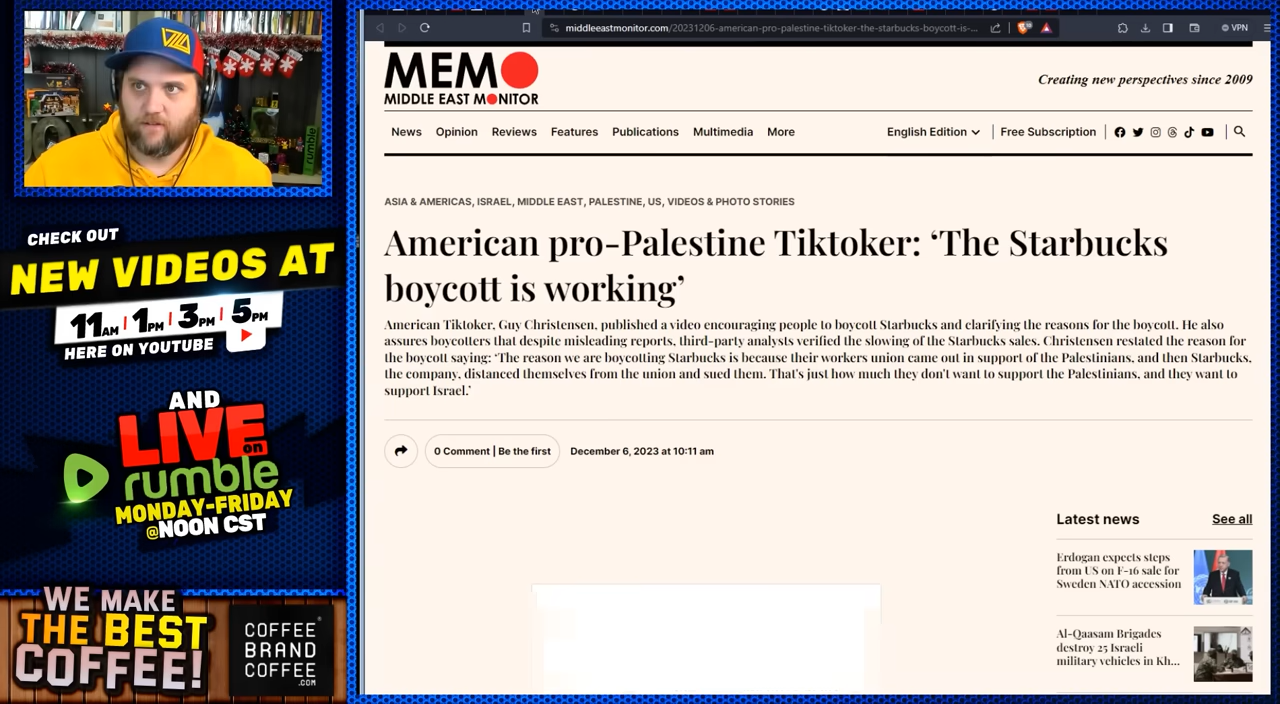 CHECK OUT
NEW VIDEOS AT
11AM | 1PM | 3PM | 5PM
HERE ON YOUTUBE
AND
LIVE on
rumble
MONDAY-FRIDAY
@NOON CST
WE MAKE
THE BEST
COFFEE!
COFFEE
BRAND
COFFEE
.COM
rumble
middleeastmonitor.com/20231206-american-pro-palestine-tiktoker-the-starbucks-boycott-is-...
VPN
MEMO
MIDDLE EAST MONITOR
Creating new perspectives since 2009
News Opinion Reviews Features Publications Multimedia More English Edition Free Subscription
ASIA & AMERICAS, ISRAEL, MIDDLE EAST, PALESTINE, US, VIDEOS & PHOTO STORIES
American pro-Palestine Tiktoker: ‘The Starbucks
boycott is working’
American Tiktoker, Guy Christensen, published a video encouraging people to boycott Starbucks and clarifying the reasons for the boycott. He also
assures boycotters that despite misleading reports, third-party analysts verified the slowing of the Starbucks sales. Christensen restated the reason for
the boycott saying: ‘The reason we are boycotting Starbucks is because their workers union came out in support of the Palestinians, and then Starbucks,
the company, distanced themselves from the union and sued them. That's just how much they don't want to support the Palestinians, and they want to
support Israel.’
0 Comment | Be the first December 6, 2023 at 10:11 am
Latest news See all
Erdogan expects steps
from US on F-16 sale for
Sweden NATO accession
Al-Qaasam Brigades
destroy 25 Israeli
military vehicles in Kh...